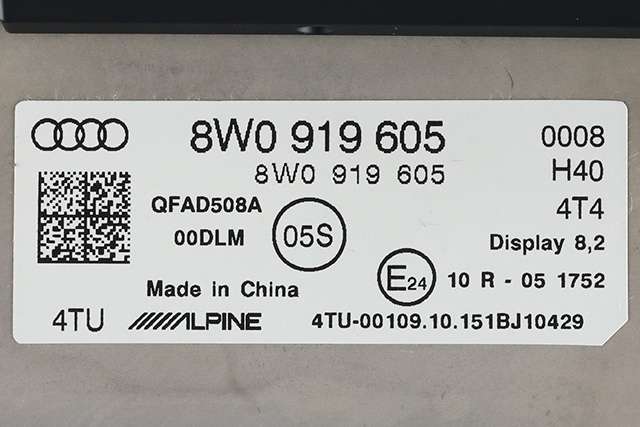 8W0 919 605 0008
8W0 919 605 H40
QFAD508A 4T4
00DLM 05S Display 8,2
E24 10 R - 05 1752
Made in China
4TU ALPINE 4TU-00109.10.151BJ10429